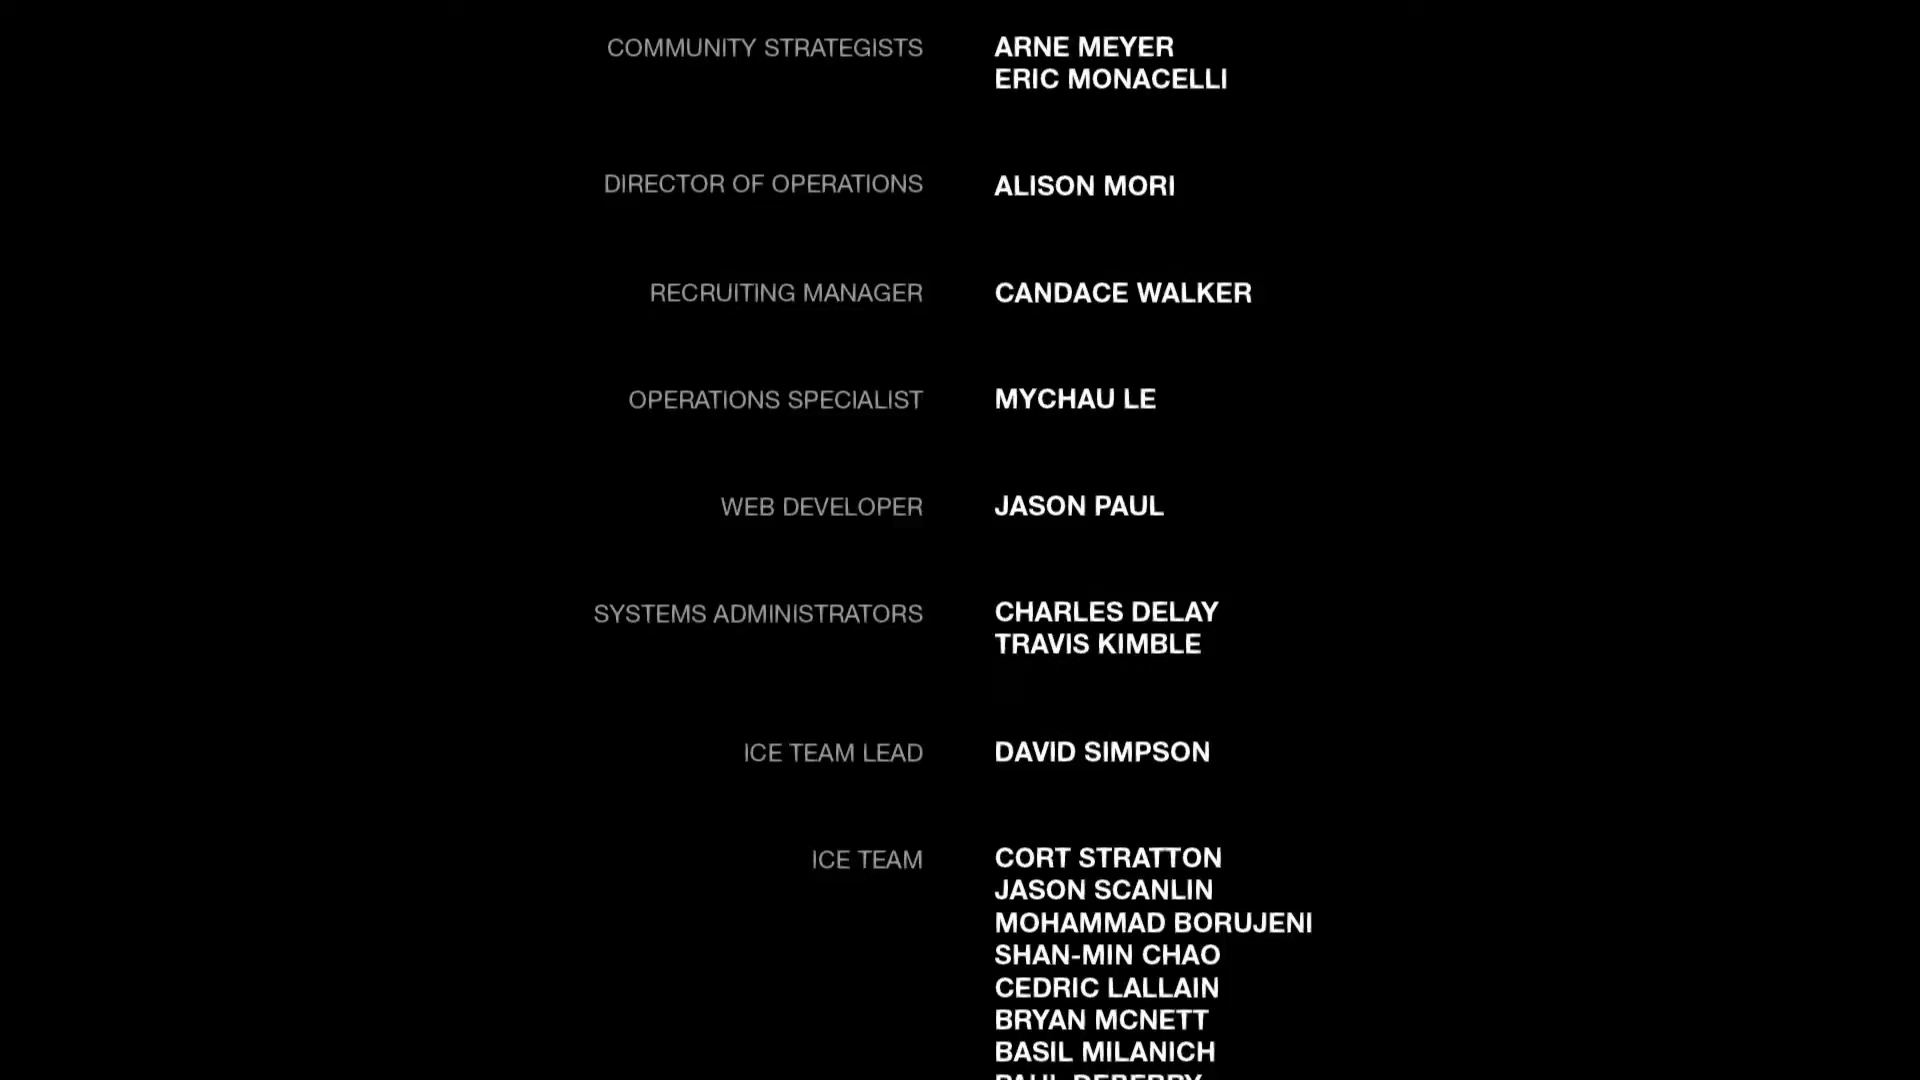 COMMUNITY STRATEGISTS ARNE MEYER
ERIC MONACELLI
DIRECTOR OF OPERATIONS ALISON MORI
RECRUITING MANAGER CANDACE WALKER
OPERATIONS SPECIALIST MYCHAU LE
WEB DEVELOPER JASON PAUL
SYSTEMS ADMINISTRATORS CHARLES DELAY
TRAVIS KIMBLE
ICE TEAM LEAD DAVID SIMPSON
ICE TEAM CORT STRATTON
JASON SCANLIN
MOHAMMAD BORUJENI
SHAN-MIN CHAO
CEDRIC LALLAIN
BRYAN MCNETT
BASIL MILANICH